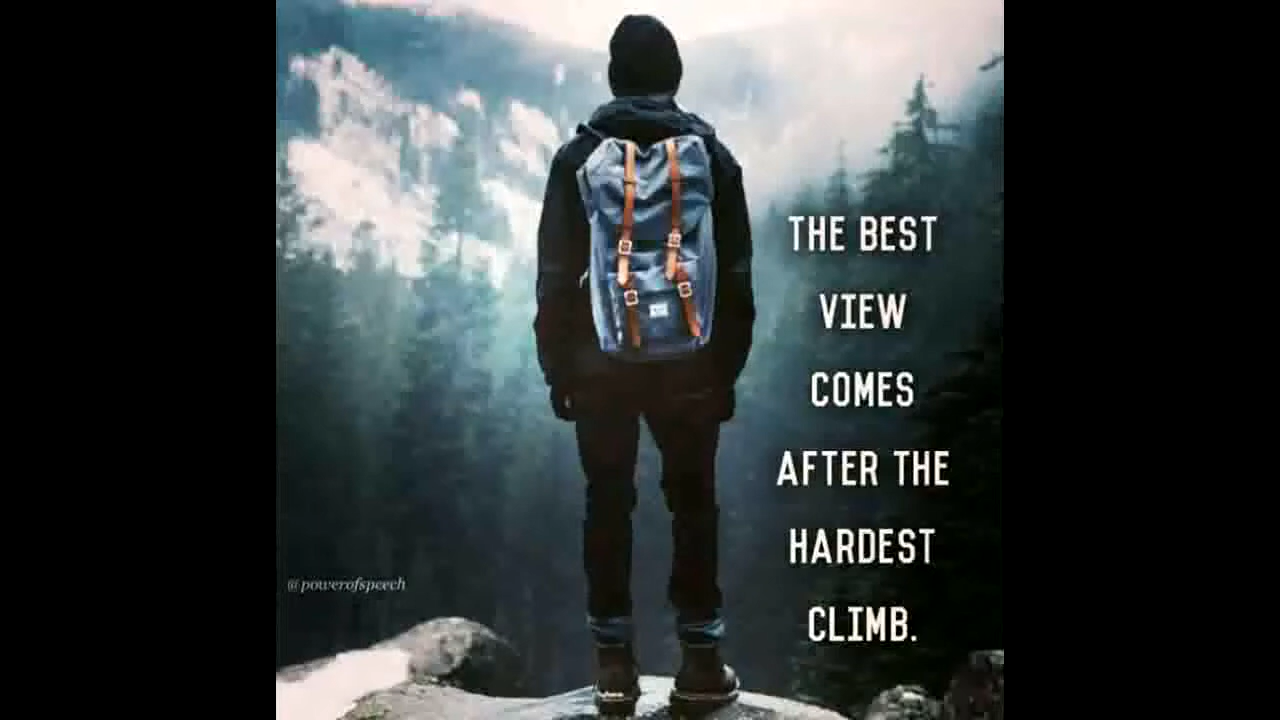 THE BEST
VIEW
COMES
AFTER THE
HARDEST
CLIMB.
@powerofspeech